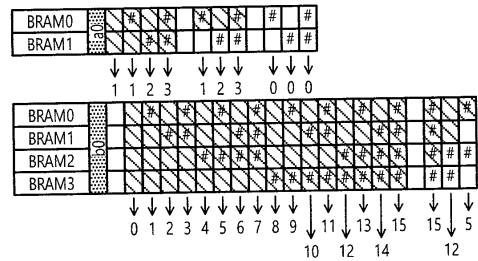 BRAM0 a0 # # # # # #
BRAM1 # # # # # #
1 1 2 3 1 2 3 0 0 0
BRAM0 # # # # # # # # # #
BRAM1 b0 # # # # # # # # #
BRAM2 # # # # # # # # # # #
BRAM3 # # # # # # # # # #
0 1 2 3 4 5 6 7 8 9 11 13 15 15 5
10 12 14 12